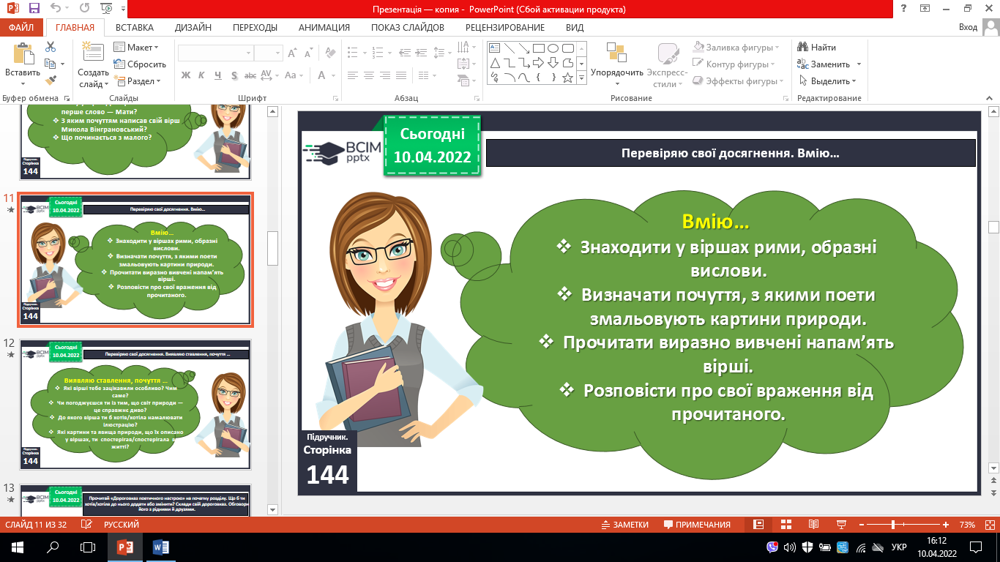 Презентація — копия - PowerPoint (Сбой активации продукта)
ФАЙЛ ГЛАВНАЯ ВСТАВКА ДИЗАЙН ПЕРЕХОДЫ АНИМАЦИЯ ПОКАЗ СЛАЙДОВ РЕЦЕНЗИРОВАНИЕ ВИД Вход
Вставить
Буфер обмена
Создать слайд
Макет
Сбросить
Раздел
Слайды
Ж К Ч S abc AV Aa A
Шрифт
Абзац
Упорядочить
Экспресс-стили
Заливка фигуры
Контур фигуры
Эффекты фигуры
Рисование
Найти
Заменить
Выделить
Редактирование
перше слово — Мати?
З яким почуттям написав свій вірш
Микола Вінграновський?
Що починається з малого?
Підручник.
Сторінка
144
11
Сьогодні
10.04.2022
BCIM
pptx
Перевіряю свої досягнення. Вмію…
Вмію…
Знаходити у віршах рими, образні
вислови.
Визначати почуття, з якими поети
змальовують картини природи.
Прочитати виразно вивчені напам’ять
вірші.
Розповісти про свої враження від
прочитаного.
Підручник.
Сторінка
144
12
Сьогодні
10.04.2022
BCIM
pptx
Перевіряю свої досягнення. Виявляю ставлення, почуття …
Виявляю ставлення, почуття …
Які вірші тебе зацікавили особливо? Чим
саме?
Чи погоджуєшся ти із тим, що світ природи —
це справжнє диво?
До якого вірша ти б хотів/хотіла намалювати
ілюстрацію?
Які картини та явища природи, що їх описано
у віршах, ти спостерігав/спостерігала в
житті?
Підручник.
Сторінка
144
13
Сьогодні
10.04.2022
BCIM
pptx
Прочитай «Дороговказ поетичного настрою» на початку розділу. Що б ти
хотів/хотіла до нього додати або змінити? Склади свій дороговказ. Обговори
його з рідними й друзями.
Сьогодні
10.04.2022
BCIM
pptx
Перевіряю свої досягнення. Вмію…
Вмію…
Знаходити у віршах рими, образні
вислови.
Визначати почуття, з якими поети
змальовують картини природи.
Прочитати виразно вивчені напам’ять
вірші.
Розповісти про свої враження від
прочитаного.
Підручник.
Сторінка
144
СЛАЙД 11 ИЗ 32 РУССКИЙ ЗАМЕТКИ ПРИМЕЧАНИЯ 73%
УКР
16:12
10.04.2022